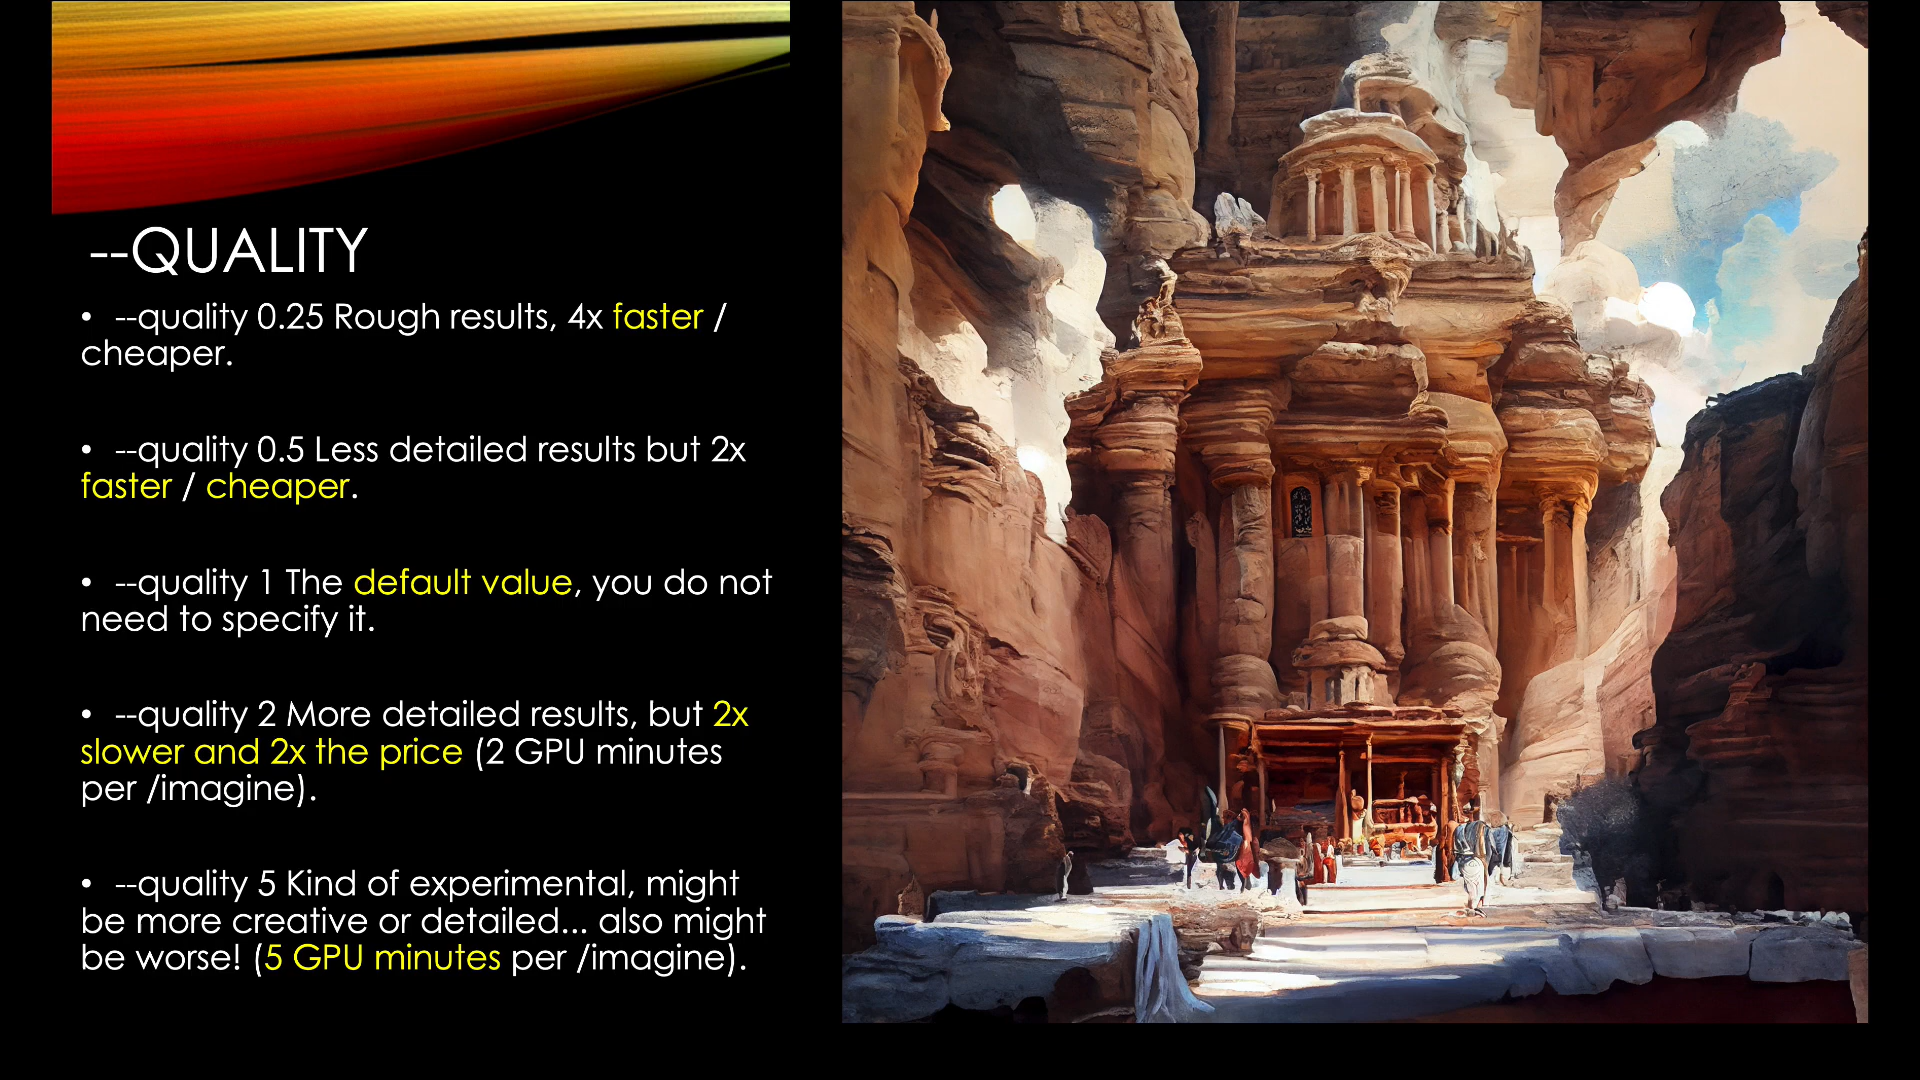 --QUALITY
• --quality 0.25 Rough results, 4x faster /
cheaper.
• --quality 0.5 Less detailed results but 2x
faster / cheaper.
• --quality 1 The default value, you do not
need to specify it.
• --quality 2 More detailed results, but 2x
slower and 2x the price (2 GPU minutes
per /imagine).
• --quality 5 Kind of experimental, might
be more creative or detailed... also might
be worse! (5 GPU minutes per /imagine).